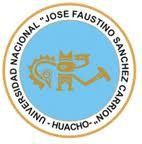 UNIVERSIDAD NACIONAL "JOSE FAUSTINO SANCHEZ CARRION"
- HUACHO -